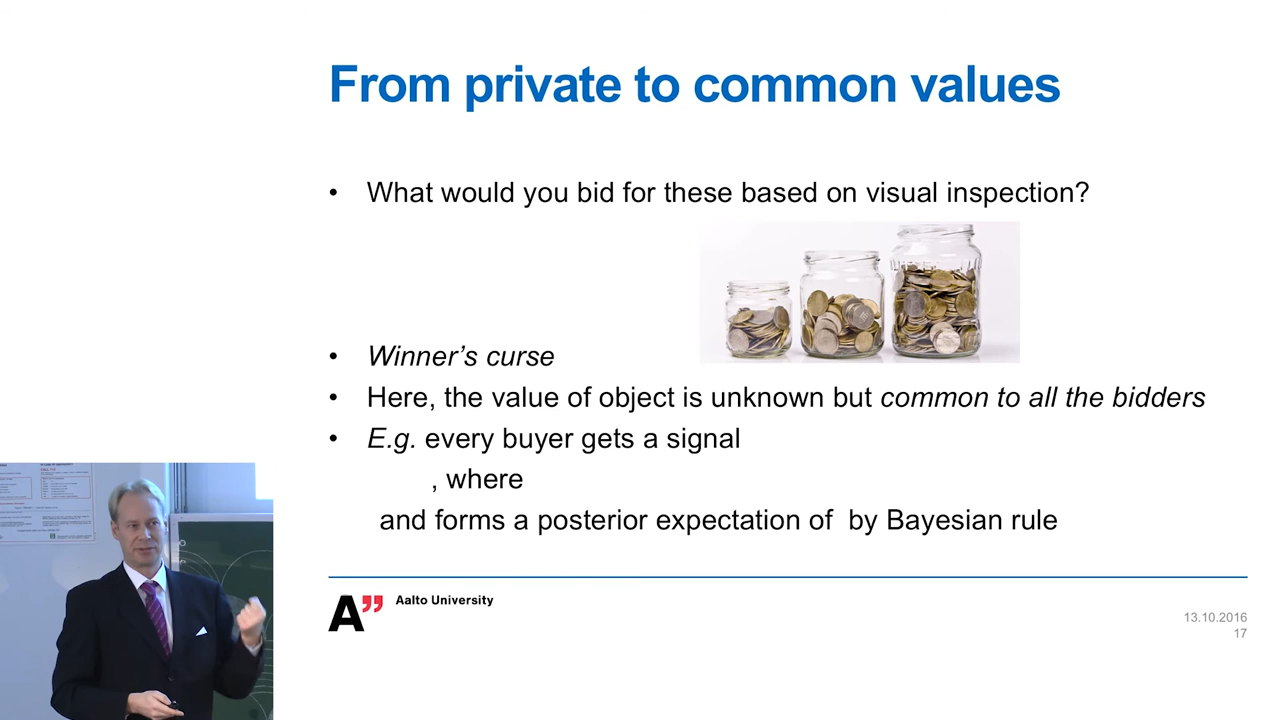 From private to common values
• What would you bid for these based on visual inspection?
• Winner’s curse
• Here, the value of object is unknown but common to all the bidders
• E.g. every buyer gets a signal
, where
and forms a posterior expectation of by Bayesian rule
A”
Aalto University
13.10.2016
17